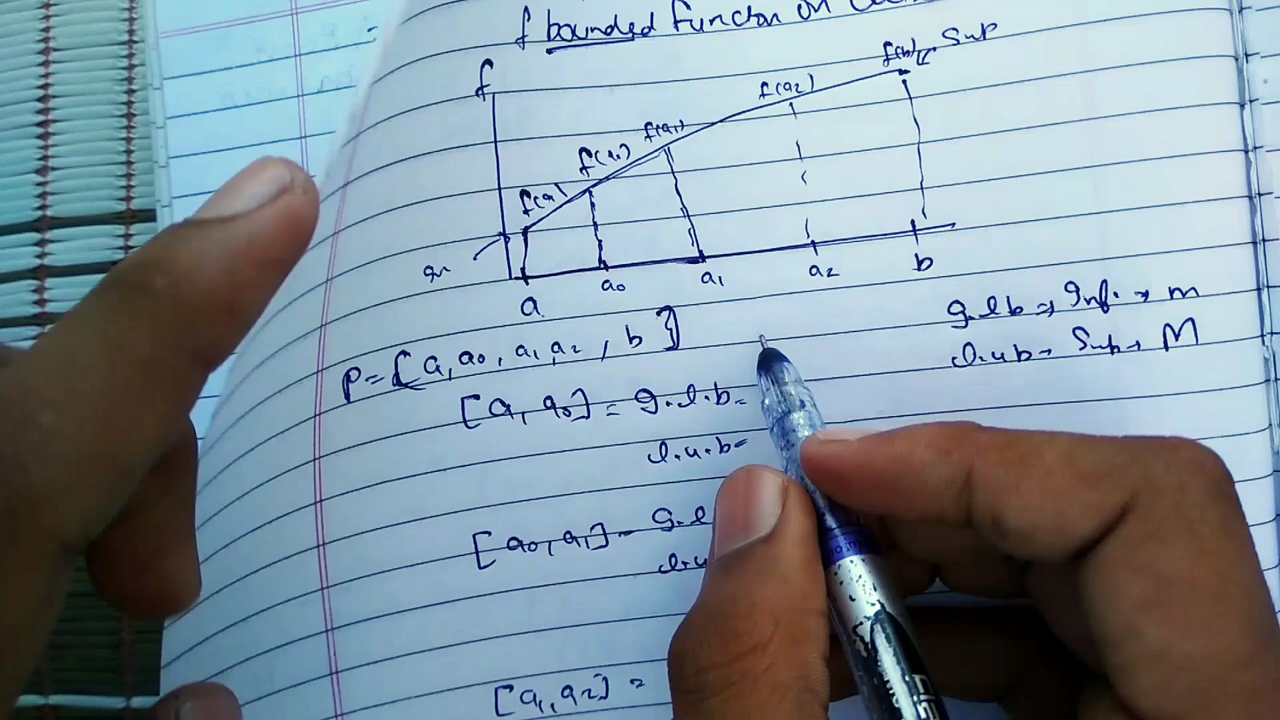 f bounded function on
f
f(b) Sup
f(a2)
f(a1)
f(a0)
f(a)
a a0 a1 a2 b
g.l.b → Inf. → m
l.u.b → Sup → M
P = { a, a0, a1 a2, b }
[a, a0] = g.l.b =
l.u.b =
[a0, a1] = g.l
l.u
[a1, a2] =